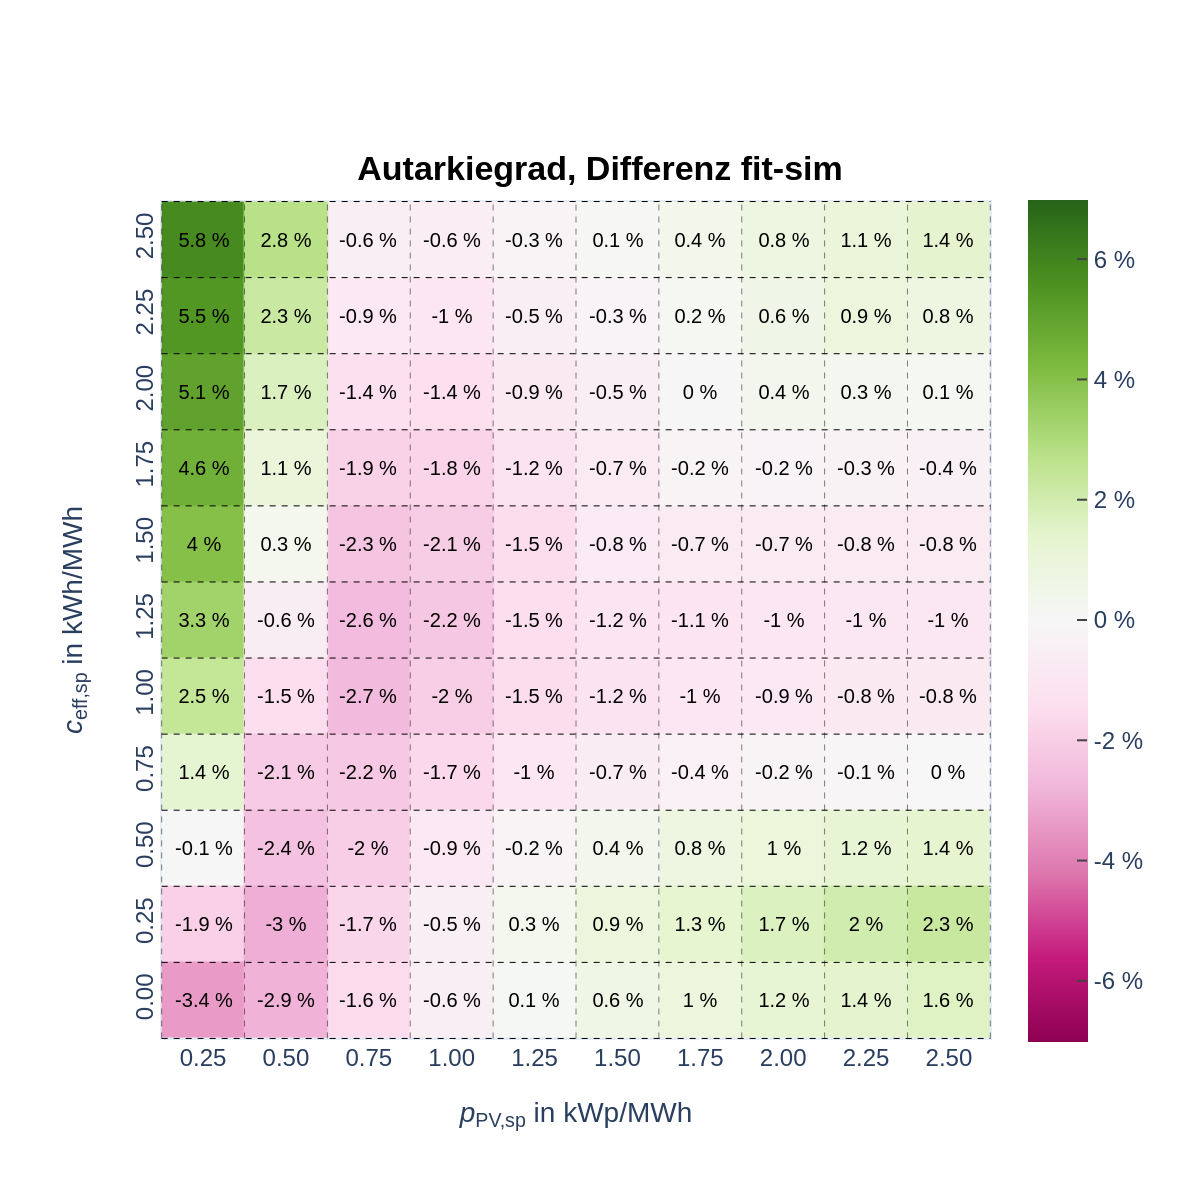 Autarkiegrad, Differenz fit-sim
2.50 5.8 % 2.8 % -0.6 % -0.6 % -0.3 % 0.1 % 0.4 % 0.8 % 1.1 % 1.4 %
2.25 5.5 % 2.3 % -0.9 % -1 % -0.5 % -0.3 % 0.2 % 0.6 % 0.9 % 0.8 %
2.00 5.1 % 1.7 % -1.4 % -1.4 % -0.9 % -0.5 % 0 % 0.4 % 0.3 % 0.1 %
1.75 4.6 % 1.1 % -1.9 % -1.8 % -1.2 % -0.7 % -0.2 % -0.2 % -0.3 % -0.4 %
1.50 4 % 0.3 % -2.3 % -2.1 % -1.5 % -0.8 % -0.7 % -0.7 % -0.8 % -0.8 %
1.25 3.3 % -0.6 % -2.6 % -2.2 % -1.5 % -1.2 % -1.1 % -1 % -1 % -1 %
1.00 2.5 % -1.5 % -2.7 % -2 % -1.5 % -1.2 % -1 % -0.9 % -0.8 % -0.8 %
0.75 1.4 % -2.1 % -2.2 % -1.7 % -1 % -0.7 % -0.4 % -0.2 % -0.1 % 0 %
0.50 -0.1 % -2.4 % -2 % -0.9 % -0.2 % 0.4 % 0.8 % 1 % 1.2 % 1.4 %
0.25 -1.9 % -3 % -1.7 % -0.5 % 0.3 % 0.9 % 1.3 % 1.7 % 2 % 2.3 %
0.00 -3.4 % -2.9 % -1.6 % -0.6 % 0.1 % 0.6 % 1 % 1.2 % 1.4 % 1.6 %
0.25 0.50 0.75 1.00 1.25 1.50 1.75 2.00 2.25 2.50
p PV,sp in kWp/MWh
c eff,sp in kWh/MWh
6 %
4 %
2 %
0 %
-2 %
-4 %
-6 %